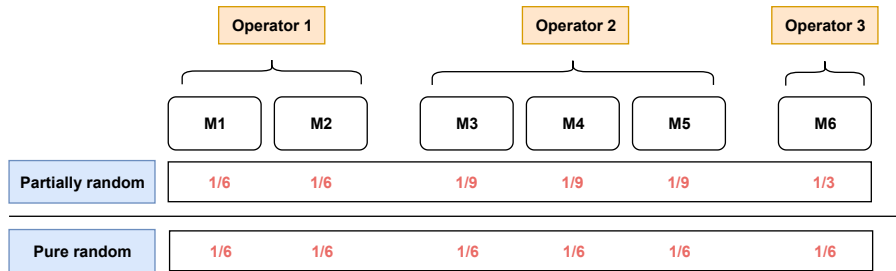 Operator 1 Operator 2 Operator 3
M1 M2 M3 M4 M5 M6
Partially random 1/6 1/6 1/9 1/9 1/9 1/3
Pure random 1/6 1/6 1/6 1/6 1/6 1/6